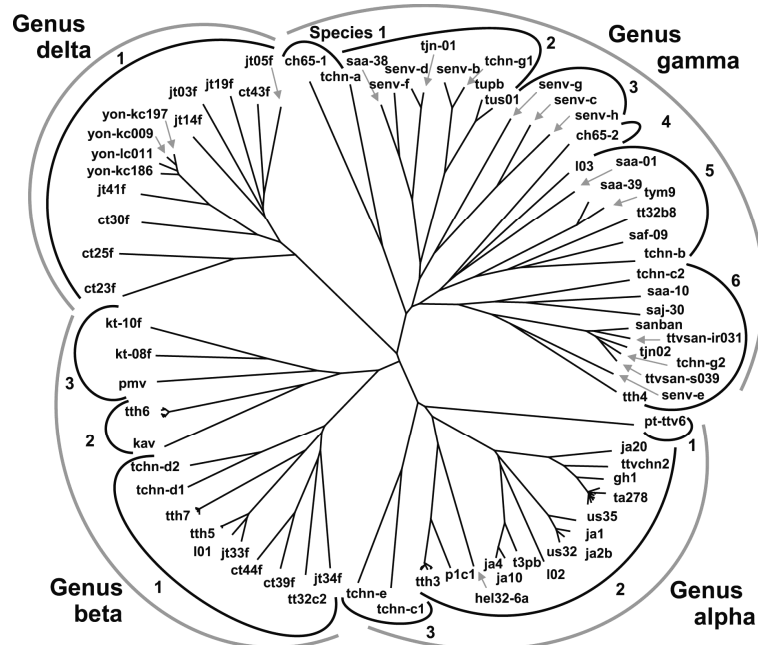 Genus
delta
1
jt05f
jt19f
ct43f
jt03f
jt14f
yon-kc197
yon-kc009
yon-lc011
yon-kc186
jt41f
ct30f
ct25f
ct23f
Species 1
ch65-1
tchn-a
saa-38
senv-f
senv-d
tjn-01
senv-b
tchn-g1
tupb
tus01
2
Genus
gamma
senv-g
senv-c
senv-h
3
ch65-2
4
l03
saa-01
saa-39
tym9
tt32b8
saf-09
tchn-b
5
tchn-c2
saa-10
saj-30
sanban
ttvsan-ir031
tjn02
tchn-g2
ttvsan-s039
senv-e
tth4
6
pt-ttv6
1
ja20
ttvchn2
gh1
ta278
us35
ja1
ja2b
us32
l02
t3pb
ja10
ja4
hel32-6a
p1c1
tth3
2
Genus
alpha
tchn-c1
tchn-e
3
jt34f
tt32c2
ct39f
ct44f
jt33f
l01
tth5
tth7
tchn-d1
tchn-d2
1
Genus
beta
kav
tth6
2
pmv
kt-08f
kt-10f
3